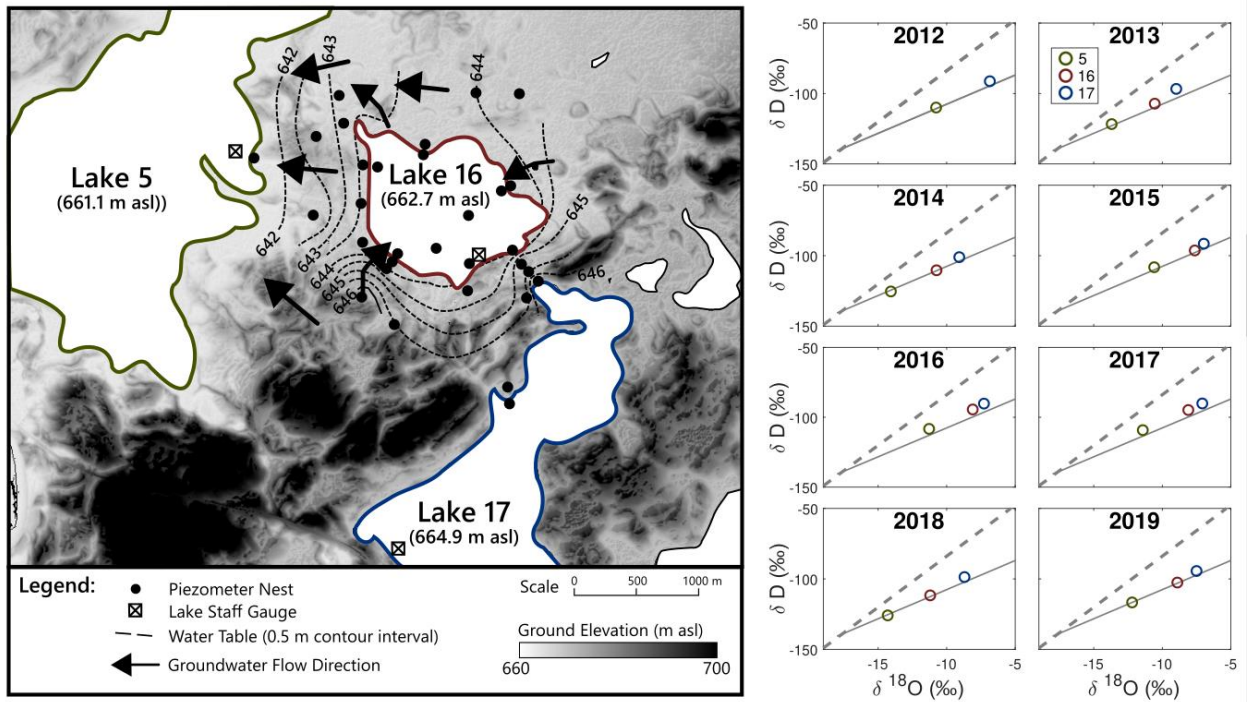 642
643
644
Lake 5
(661.1 m asl))
Lake 16
(662.7 m asl)
645
642
643
644
645
646
646
Lake 17
(664.9 m asl)
Legend:
Piezometer Nest
Lake Staff Gauge
Water Table (0.5 m contour interval)
Groundwater Flow Direction
Scale 0 500 1000 m
Ground Elevation (m asl)
660 700
2012
2013
5
16
17
-50
-100
-150
δ D (‰)
2014
2015
-50
-100
-150
δ D (‰)
2016
2017
-50
-100
-150
δ D (‰)
2018
2019
-50
-100
-150
δ D (‰)
-15 -10 -5
-15 -10 -5
δ 18O (‰)
δ 18O (‰)